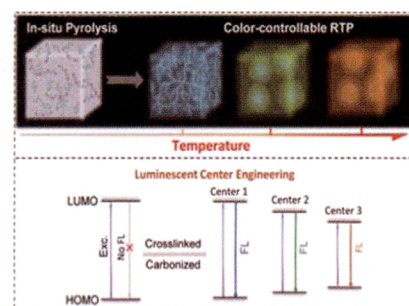 In-situ Pyrolysis
Color-controllable RTP
Temperature
Luminescent Center Engineering
LUMO
Exc.
No FL
Crosslinked
Carbonized
HOMO
Center 1
FL
Center 2
FL
Center 3
FL